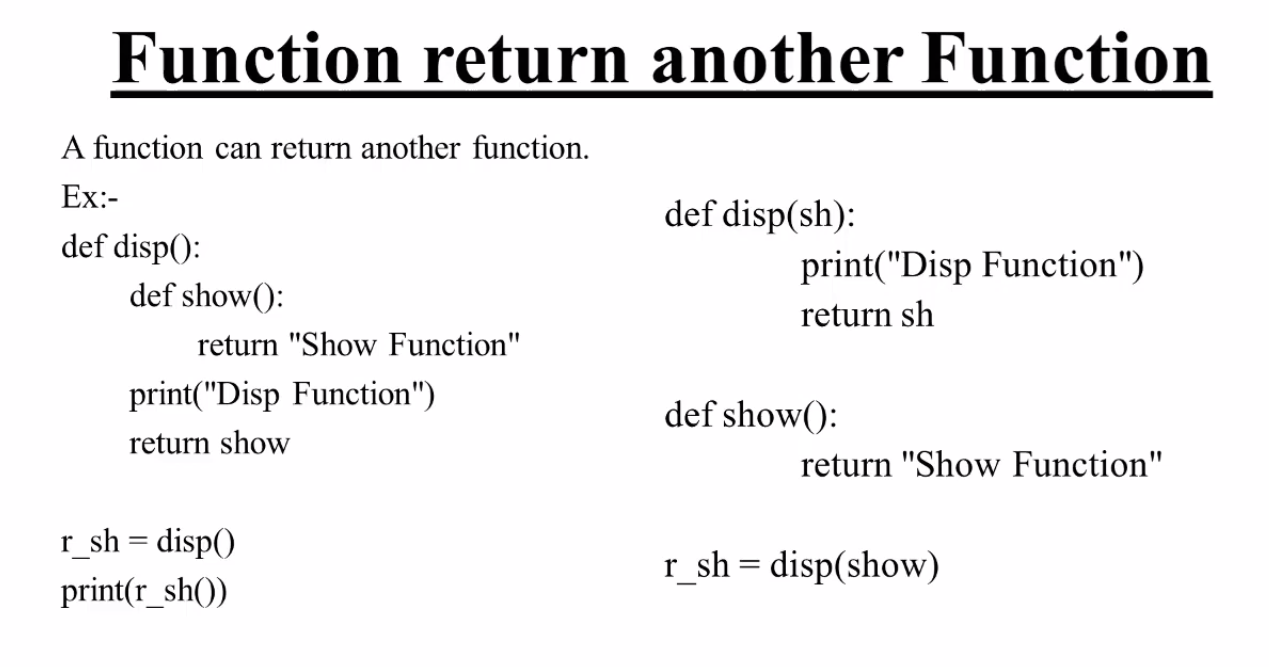 Function return another Function
A function can return another function.
Ex:-
def disp():
def show():
return "Show Function"
print("Disp Function")
return show
r_sh = disp()
print(r_sh())
def disp(sh):
print("Disp Function")
return sh
def show():
return "Show Function"
r_sh = disp(show)